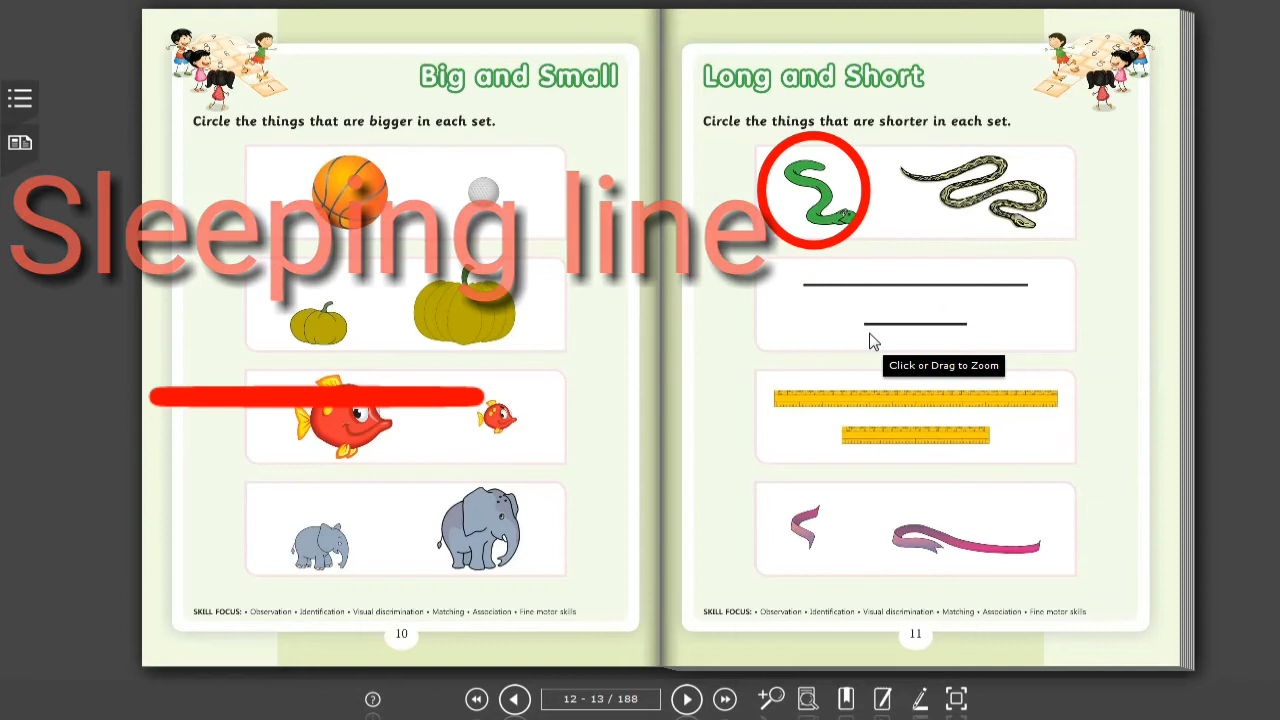 Big and Small
Circle the things that are bigger in each set.
Sleeping line
SKILL FOCUS: • Observation • Identification • Visual discrimination • Matching • Association • Fine motor skills
10
Long and Short
Circle the things that are shorter in each set.
Click or Drag to Zoom
SKILL FOCUS: • Observation • Identification • Visual discrimination • Matching • Association • Fine motor skills
11
12 - 13 / 188